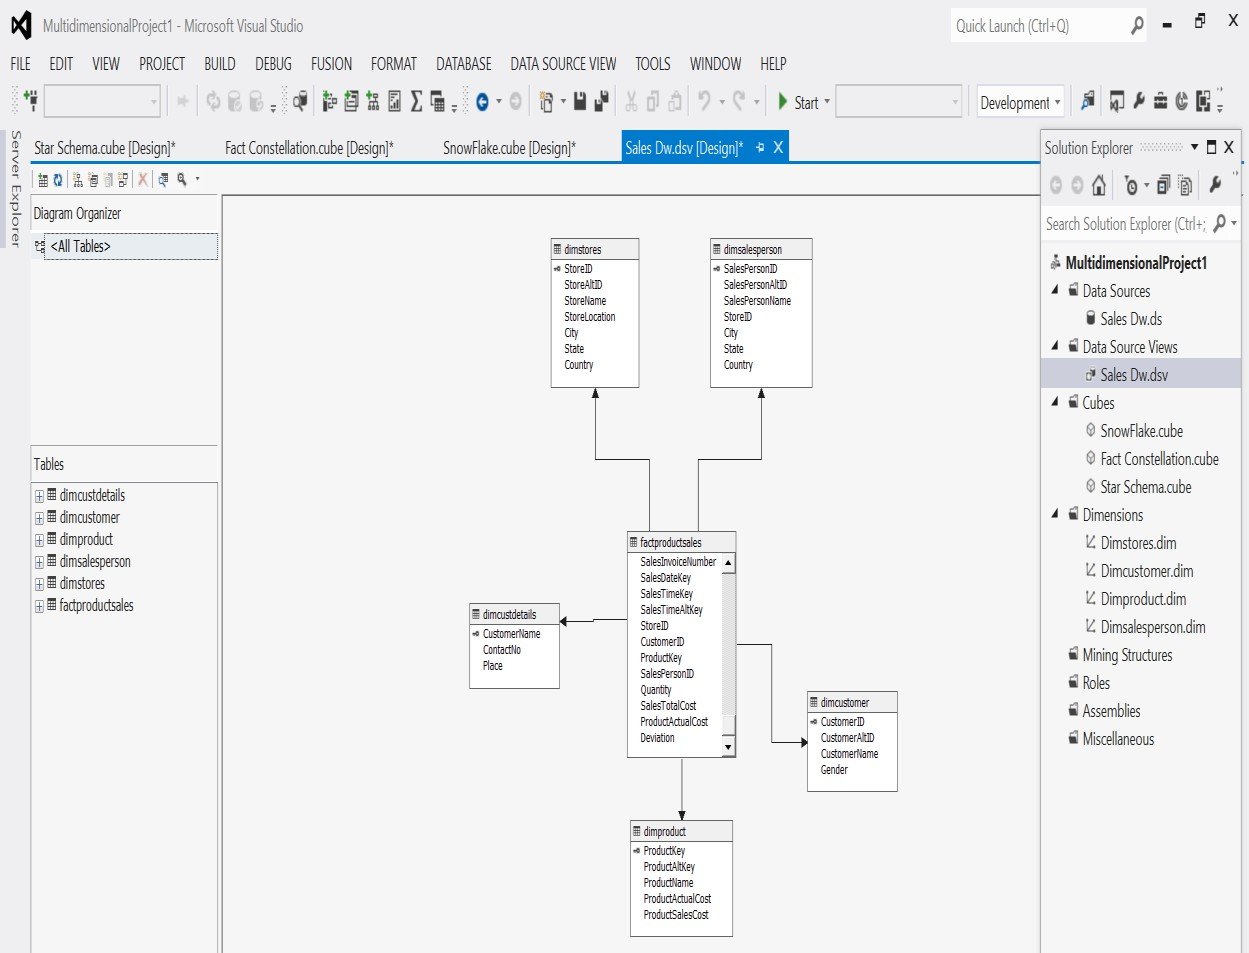 MultidimensionalProject1 - Microsoft Visual Studio
Quick Launch (Ctrl+Q)
X
FILE EDIT VIEW PROJECT BUILD DEBUG FUSION FORMAT DATABASE DATA SOURCE VIEW TOOLS WINDOW HELP
Start
Development
Server Explorer
Star Schema.cube [Design]* Fact Constellation.cube [Design]* SnowFlake.cube [Design]* Sales Dw.dsv [Design]* X
Diagram Organizer
<All Tables>
Tables
dimcustdetails
dimcustomer
dimproduct
dimsalesperson
dimstores
factproductsales
dimstores
StoreID
StoreAltID
StoreName
StoreLocation
City
State
Country
dimsalesperson
SalesPersonID
SalesPersonAltID
SalesPersonName
StoreID
City
State
Country
factproductsales
SalesInvoiceNumber
SalesDateKey
SalesTimeKey
SalesTimeAltKey
StoreID
CustomerID
ProductKey
SalesPersonID
Quantity
SalesTotalCost
ProductActualCost
Deviation
dimcustdetails
CustomerName
ContactNo
Place
dimcustomer
CustomerID
CustomerAltID
CustomerName
Gender
dimproduct
ProductKey
ProductAltKey
ProductName
ProductActualCost
ProductSalesCost
Solution Explorer X
Search Solution Explorer (Ctrl+;
MultidimensionalProject1
Data Sources
Sales Dw.ds
Data Source Views
Sales Dw.dsv
Cubes
SnowFlake.cube
Fact Constellation.cube
Star Schema.cube
Dimensions
Dimstores.dim
Dimcustomer.dim
Dimproduct.dim
Dimsalesperson.dim
Mining Structures
Roles
Assemblies
Miscellaneous